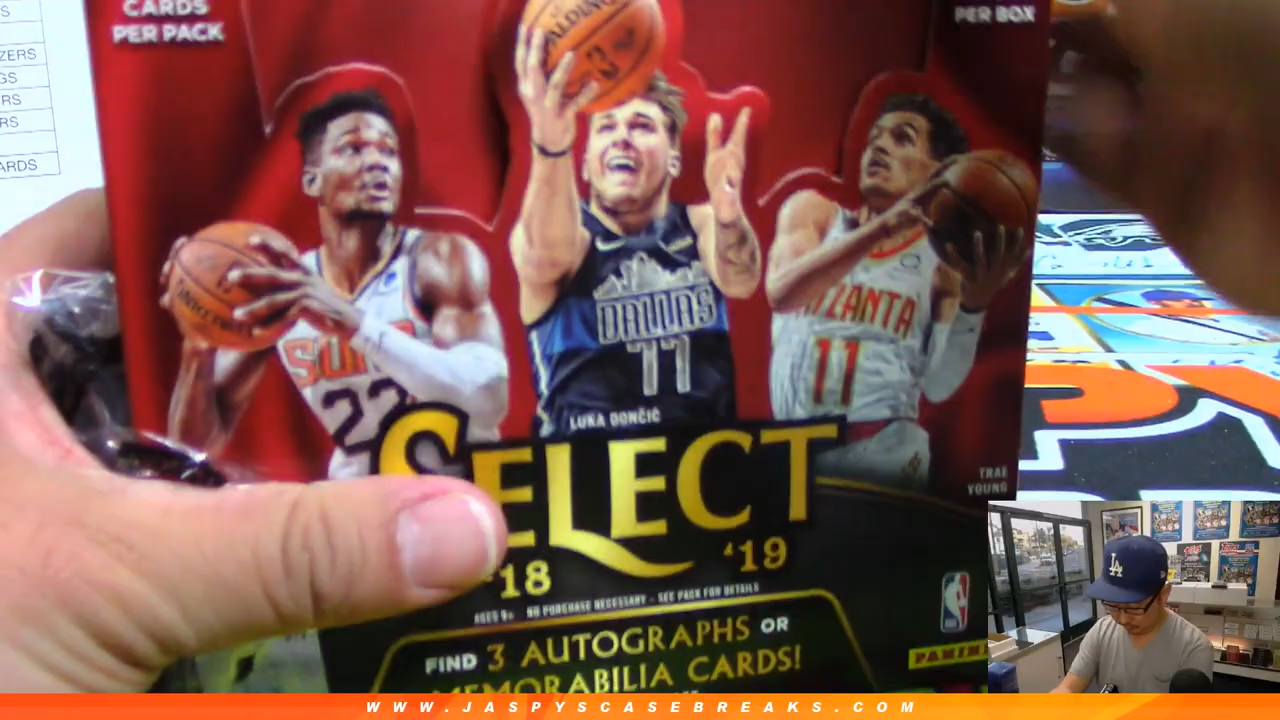 S
ZERS
GS
RS
RS
ARDS
CARDS
PER PACK
PER BOX
SPALDING
SUNS
22
DALLAS
77
LUKA DONČIĆ
ATLANTA
11
TRAE
YOUNG
SELECT
'18 '19
AGES 9+ NO PURCHASE NECESSARY - SEE PACK FOR DETAILS
FIND 3 AUTOGRAPHS OR
MEMORABILIA CARDS!
NBA
PANINI
LA
WWW.JASPYSCASEBREAKS.COM